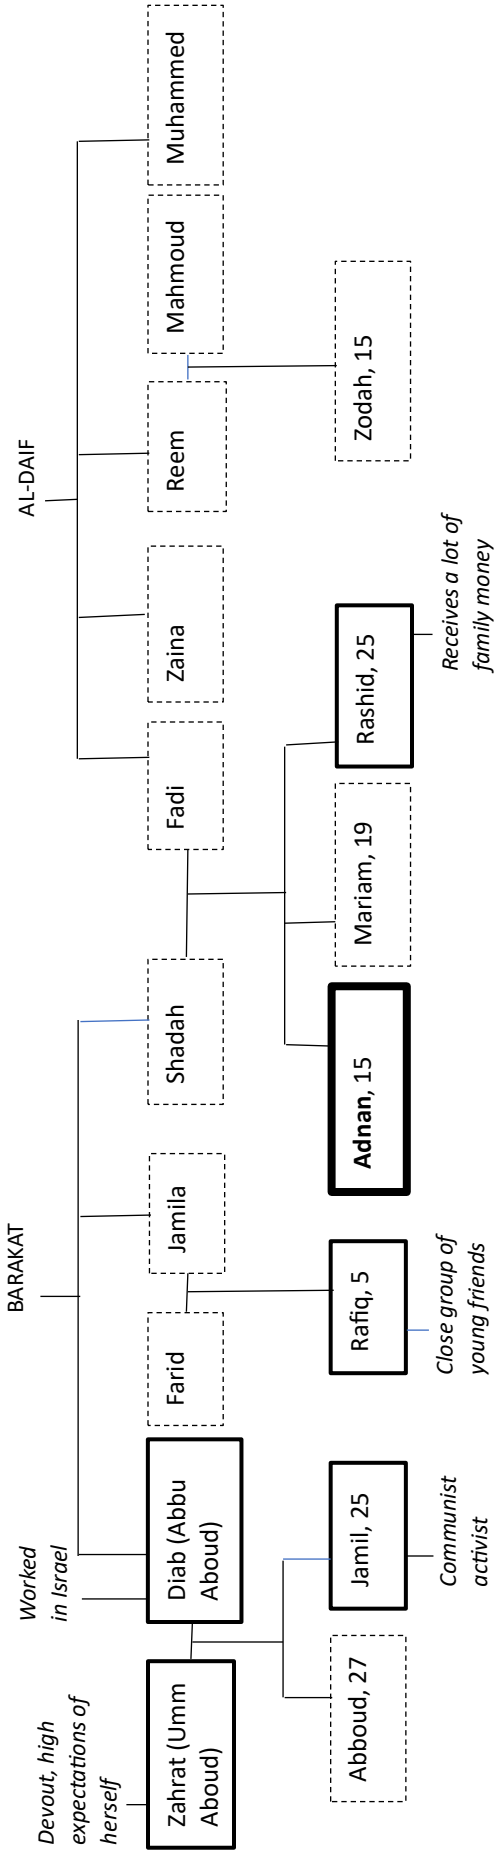 BARAKAT
AL-DAIF
Devout, high
expectations of
herself
Worked
in Israel
Zahrat (Umm
Aboud)
Diab (Abbu
Aboud)
Farid
Jamila
Shadah
Fadi
Zaina
Reem
Mahmoud
Muhammed
Abboud, 27
Jamil, 25
Rafiq, 5
Adnan, 15
Mariam, 19
Rashid, 25
Zodah, 15
Communist
activist
Close group of
young friends
Receives a lot of
family money